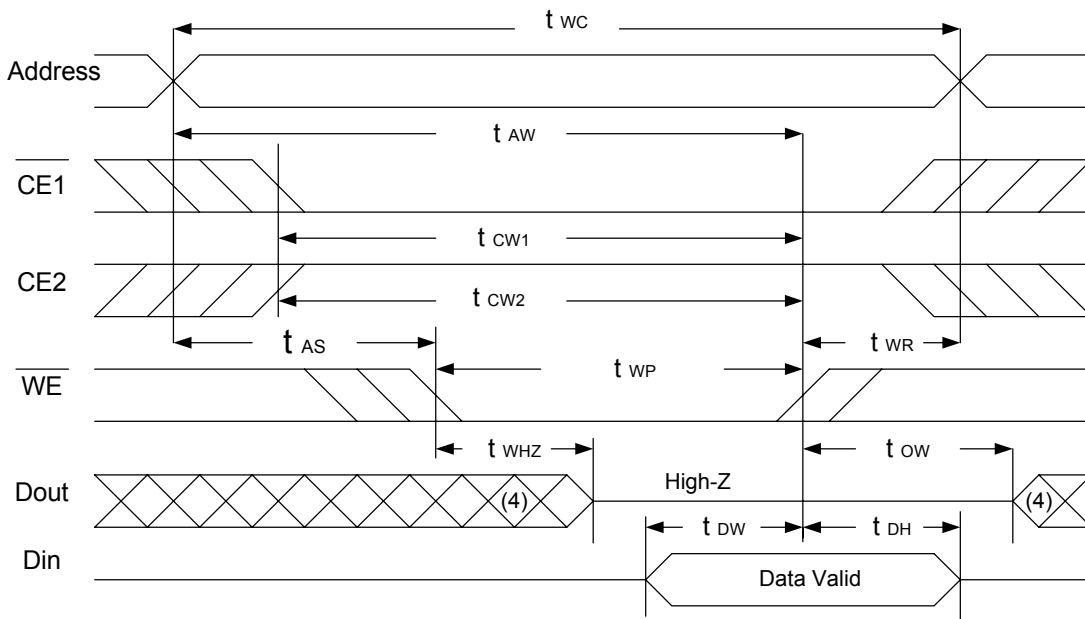 t WC
Address
t AW
CE1
t CW1
CE2
t CW2
t AS
t WR
WE
t WP
t WHZ
t OW
Dout
(4)
High-Z
(4)
t DW
t DH
Din
Data Valid